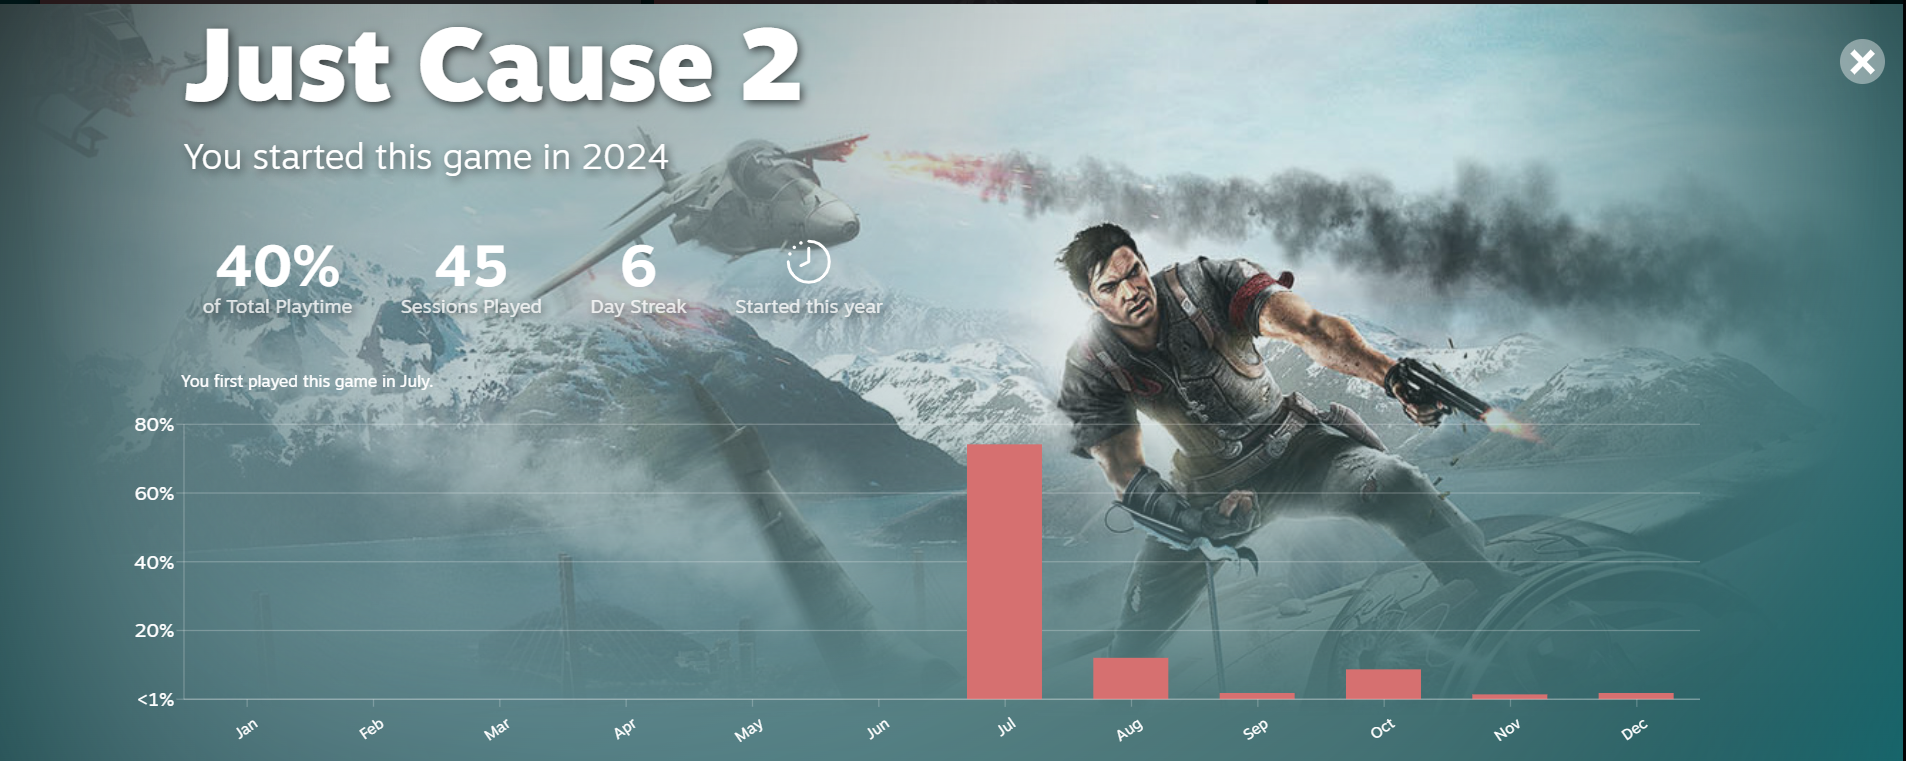 Just Cause 2
You started this game in 2024
40% 45 6
of Total Playtime Sessions Played Day Streak Started this year
You first played this game in July.
80%
60%
40%
20%
<1%
Jan Feb Mar Apr May Jun Jul Aug Sep Oct Nov Dec